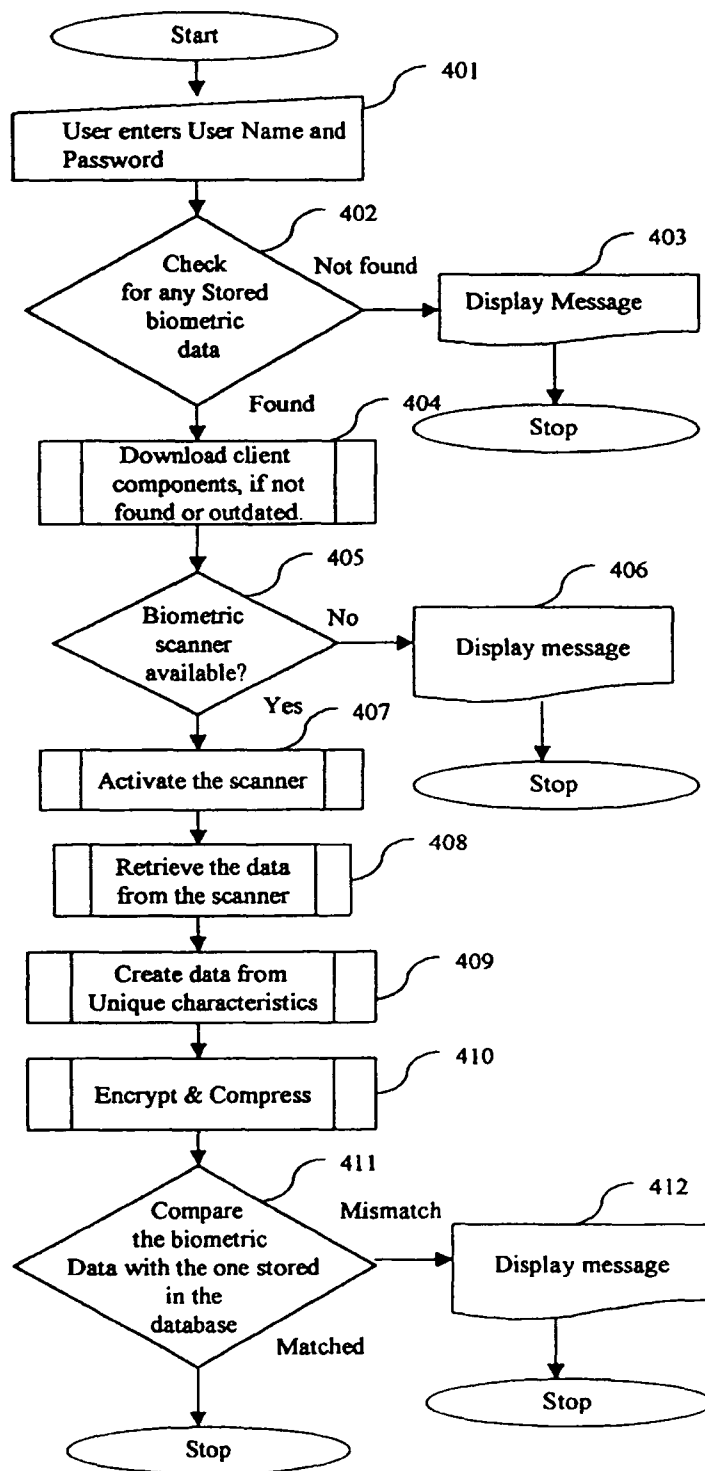 Start
401
User enters User Name and
Password
402
Check
for any Stored
biometric
data
Not found
403
Display Message
Stop
Found
404
Download client
components, if not
found or outdated.
405
Biometric
scanner
available?
No
406
Display message
Stop
Yes
407
Activate the scanner
408
Retrieve the data
from the scanner
409
Create data from
Unique characteristics
410
Encrypt & Compress
411
Compare
the biometric
Data with the one stored
in the
database
Mismatch
412
Display message
Stop
Matched
Stop